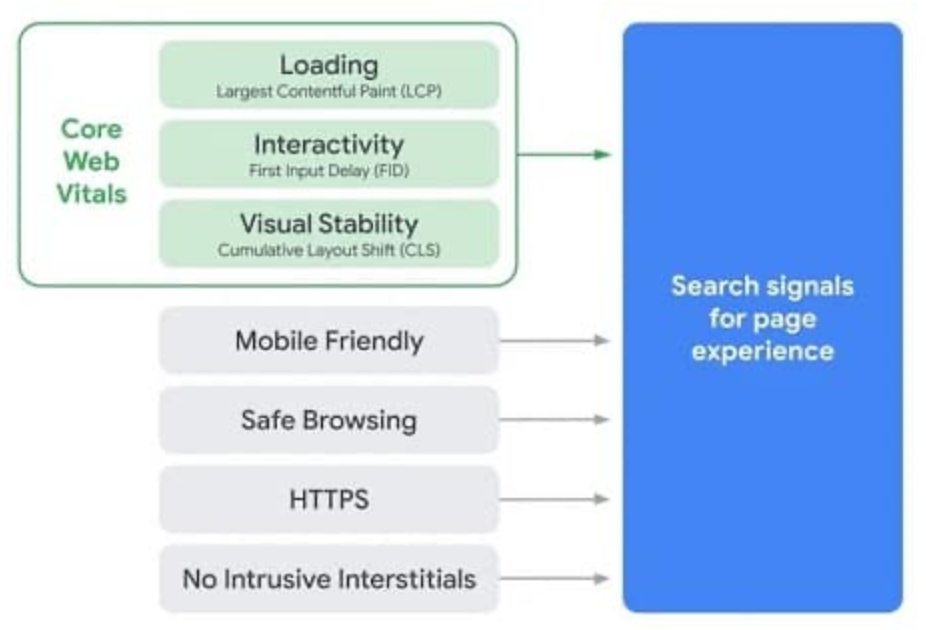 Core
Web
Vitals
Loading
Largest Contentful Paint (LCP)
Interactivity
First Input Delay (FID)
Visual Stability
Cumulative Layout Shift (CLS)
Mobile Friendly
Safe Browsing
HTTPS
No Intrusive Interstitials
Search signals
for page
experience